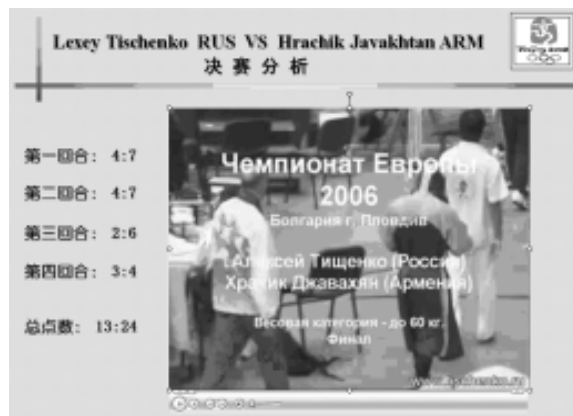 Lexey Tischenko RUS VS Hrachik Javakhtan ARM
决赛分析
第一回合: 4:7
第二回合: 4:7
第三回合: 2:6
第四回合: 3:4
总点数: 13:24
Чемпионат Европы
2006
Болгария г. Пловдив
Алексей Тищенко (Россия)
Храчик Джавахян (Армения)
Весовая категория - до 60 кг.
Финал